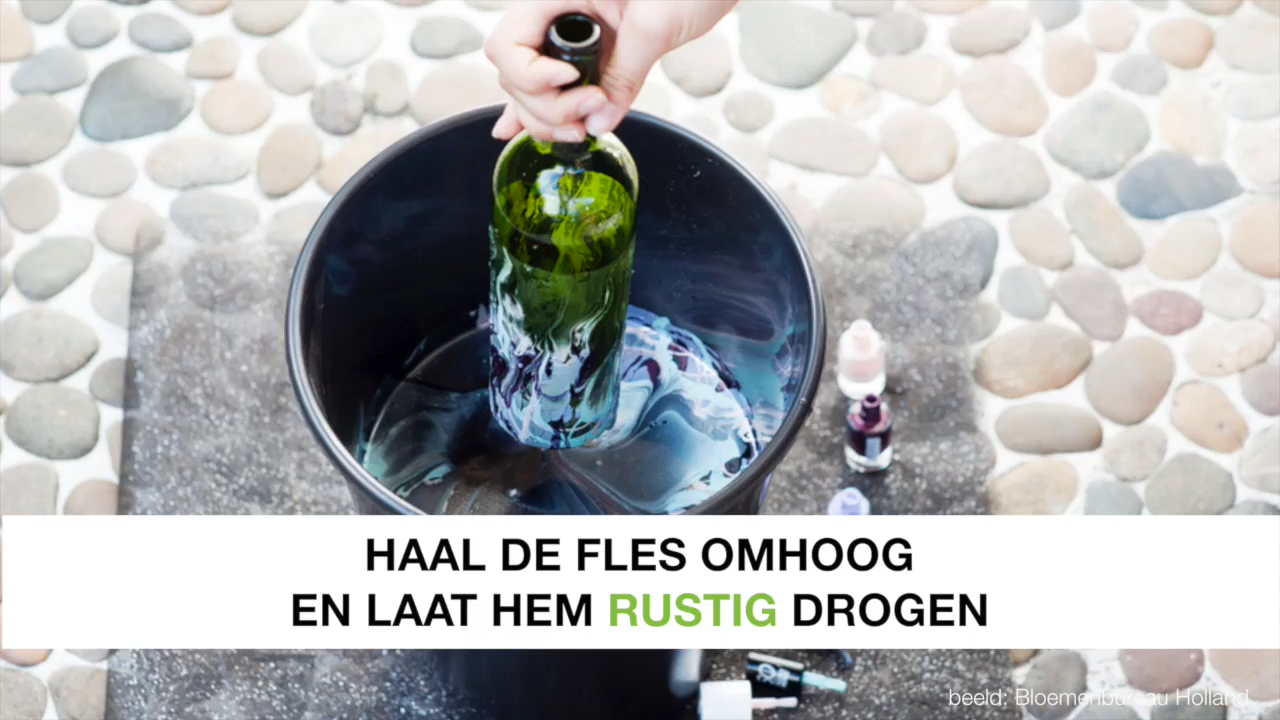 HAAL DE FLES OMHOOG
EN LAAT HEM RUSTIG DROGEN
beeld: Bloemenbureau Holland